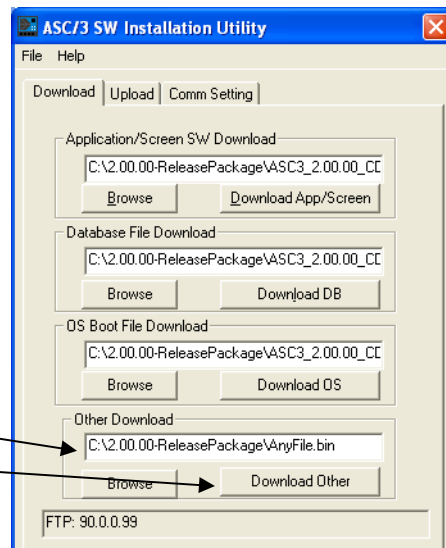 ASC/3 SW Installation Utility
File Help
Download Upload Comm Setting
Application/Screen SW Download
C:\2.00.00-ReleasePackage\ASC3_2.00.00_CD
Browse Download App/Screen
Database File Download
C:\2.00.00-ReleasePackage\ASC3_2.00.00_CD
Browse Download DB
OS Boot File Download
C:\2.00.00-ReleasePackage\ASC3_2.00.00_CD
Browse Download OS
Other Download
C:\2.00.00-ReleasePackage\AnyFile.bin
Browse Download Other
FTP: 90.0.0.99